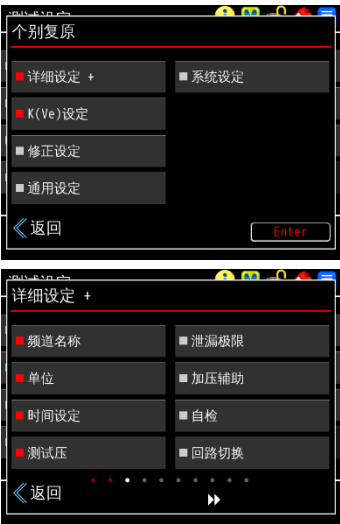 个别复原
详细设定 +
系统设定
K(Ve)设定
修正设定
通用设定
返回
Enter
详细设定 +
频道名称
泄漏极限
单位
加压辅助
时间设定
自检
测试压
回路切换
返回